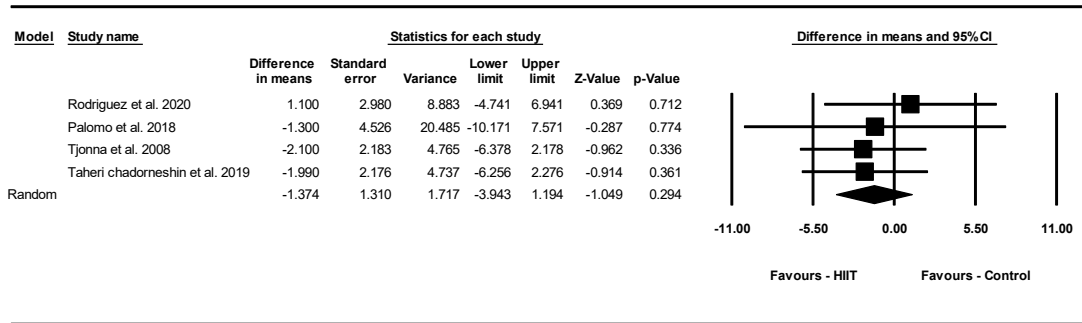 Model Study name Statistics for each study Difference in means and 95%CI
Difference Standard Lower Upper
in means error Variance limit limit Z-Value p-Value
Rodriguez et al. 2020 1.100 2.980 8.883 -4.741 6.941 0.369 0.712
Palomo et al. 2018 -1.300 4.526 20.485 -10.171 7.571 -0.287 0.774
Tjonna et al. 2008 -2.100 2.183 4.765 -6.378 2.178 -0.962 0.336
Taheri chadorneshin et al. 2019 -1.990 2.176 4.737 -6.256 2.276 -0.914 0.361
Random -1.374 1.310 1.717 -3.943 1.194 -1.049 0.294
-11.00 -5.50 0.00 5.50 11.00
Favours - HIIT Favours - Control